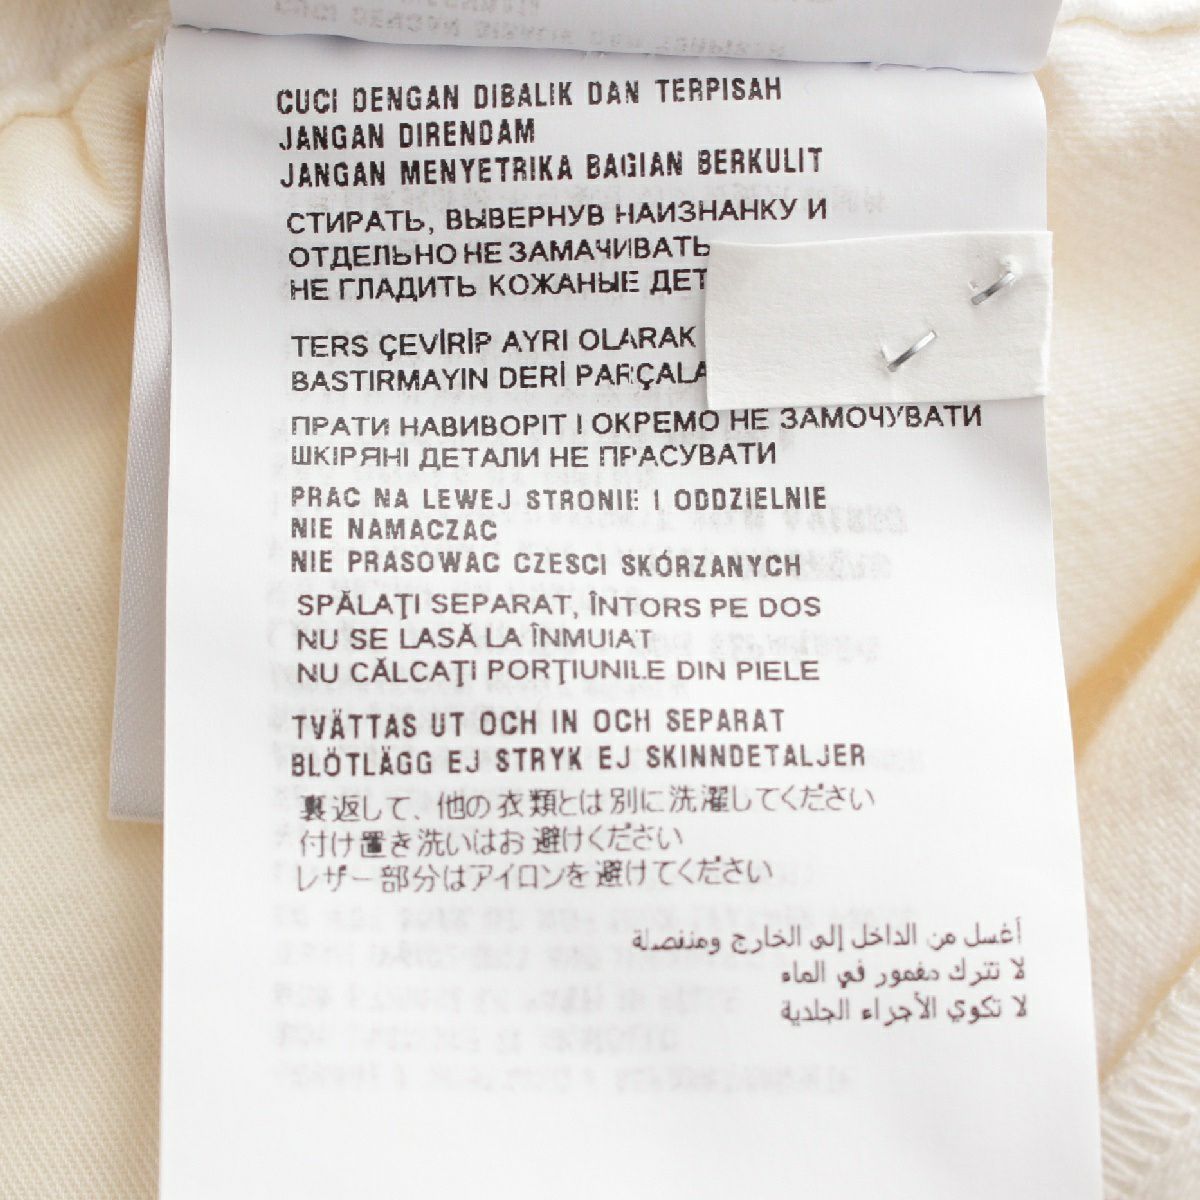 CUCI DENGAN DIBALIK DAN TERPISAH
JANGAN DIRENDAM
JANGAN MENYETRIKA BAGIAN BERKULIT
СТИРАТЬ, ВЫВЕРНУВ НАИЗНАНКУ И
ОТДЕЛЬНО НЕ ЗАМАЧИВАТЬ
НЕ ГЛАДИТЬ КОЖАНЫЕ
TERS ÇEVİRİP AYRI OLARAK
BASTIRMAYIN DERİ
ПРАТИ НАВИВОРІТ І ОКРЕМО НЕ ЗАМОЧУВАТИ
ШКІРЯНІ ДЕТАЛИ НЕ ПРАСУВАТИ
PRAC NA LEWEJ STRONIE I ODDZIELNIE
NIE NAMACZAC
NIE PRASOWAC CZESCI SKÓRZANYCH
SPĂLAȚI SEPARAT, ÎNTORS PE DOS
NU SE LASĂ LA ÎNMUIAT
NU CĂLCAȚI PORȚIUNILE DIN PIELE
TVÄTTAS UT OCH IN OCH SEPARAT
BLÖTLÄGG EJ STRYK EJ SKINNDETALJER
裏返して、他の衣類とは別に洗濯してください
付け置き洗いはお避けください
レザー部分はアイロンを避けてください
أغسل من الداخل إلى الخارج ومنفصلة
لا تترك مغمور في الماء
لا تكوي الأجراء الجلدية